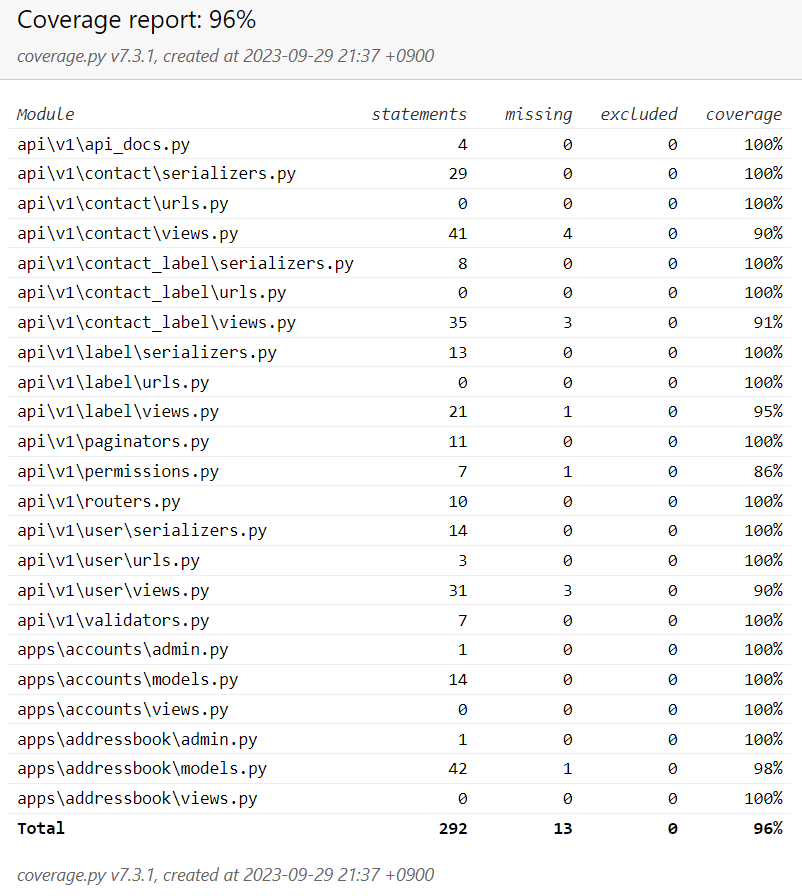 Coverage report: 96%
coverage.py v7.3.1, created at 2023-09-29 21:37 +0900
Module statements missing excluded coverage
api\v1\api_docs.py 4 0 0 100%
api\v1\contact\serializers.py 29 0 0 100%
api\v1\contact\urls.py 0 0 0 100%
api\v1\contact\views.py 41 4 0 90%
api\v1\contact_label\serializers.py 8 0 0 100%
api\v1\contact_label\urls.py 0 0 0 100%
api\v1\contact_label\views.py 35 3 0 91%
api\v1\label\serializers.py 13 0 0 100%
api\v1\label\urls.py 0 0 0 100%
api\v1\label\views.py 21 1 0 95%
api\v1\paginators.py 11 0 0 100%
api\v1\permissions.py 7 1 0 86%
api\v1\routers.py 10 0 0 100%
api\v1\user\serializers.py 14 0 0 100%
api\v1\user\urls.py 3 0 0 100%
api\v1\user\views.py 31 3 0 90%
api\v1\validators.py 7 0 0 100%
apps\accounts\admin.py 1 0 0 100%
apps\accounts\models.py 14 0 0 100%
apps\accounts\views.py 0 0 0 100%
apps\addressbook\admin.py 1 0 0 100%
apps\addressbook\models.py 42 1 0 98%
apps\addressbook\views.py 0 0 0 100%
Total 292 13 0 96%
coverage.py v7.3.1, created at 2023-09-29 21:37 +0900